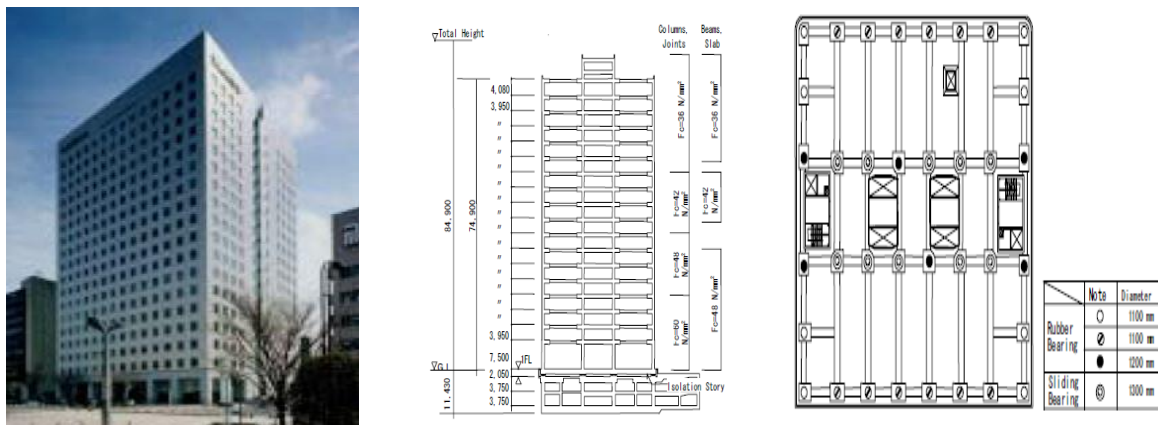 Total Height
Columns, Joints
Beams, Slab
4,080
3,950
〃
〃
〃
〃
〃
〃
〃
〃
〃
〃
〃
〃
〃
〃
3,950
7,500
2,050
3,750
3,750
84,900
74,900
11,430
G.L
1FL
Isolation Story
Fc=36 N/mm²
Fc=42 N/mm²
Fc=48 N/mm²
Fc=60 N/mm²
Fc=36 N/mm²
Fc=42 N/mm²
Fc=48 N/mm²
Note Diameter
Rubber Bearing
1100 mm
1100 mm
1200 mm
Sliding Bearing
1300 mm